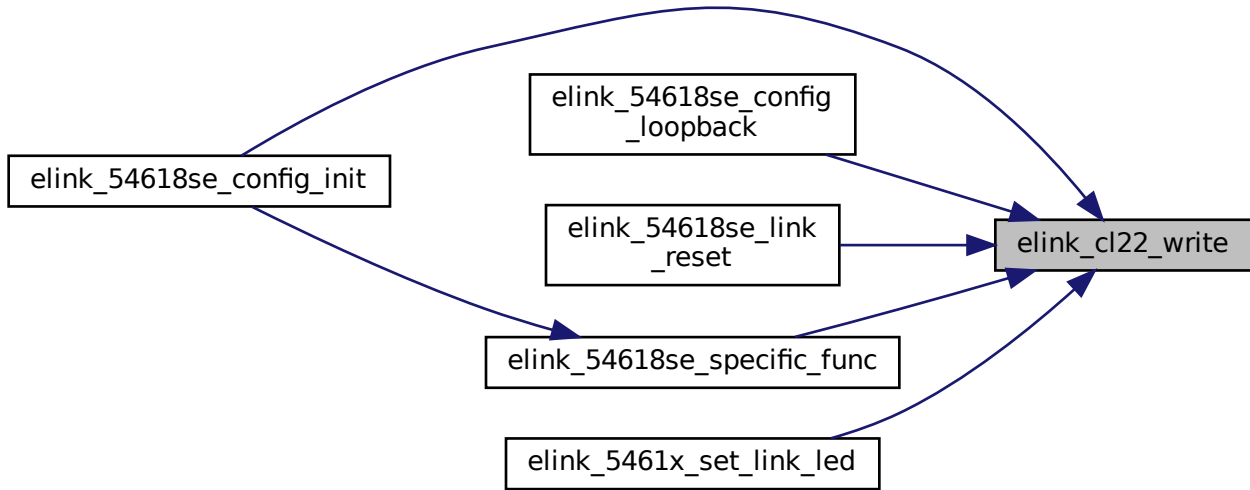 elink_54618se_config
_loopback
elink_54618se_config_init
elink_54618se_link
_reset
elink_cl22_write
elink_54618se_specific_func
elink_5461x_set_link_led